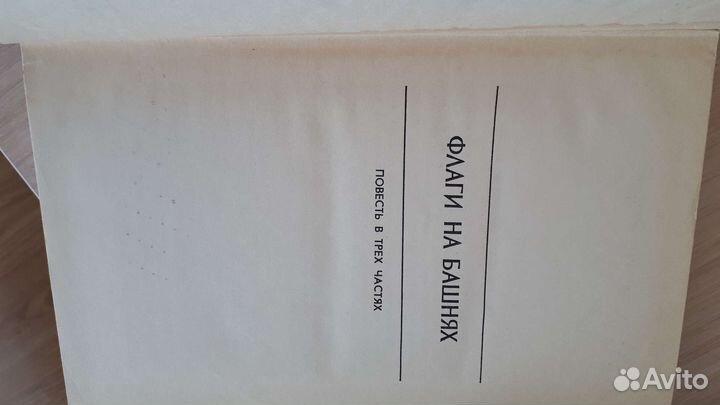 ФЛАГИ НА БАШНЯХ
ПОВЕСТЬ В ТРЕХ ЧАСТЯХ
Avito